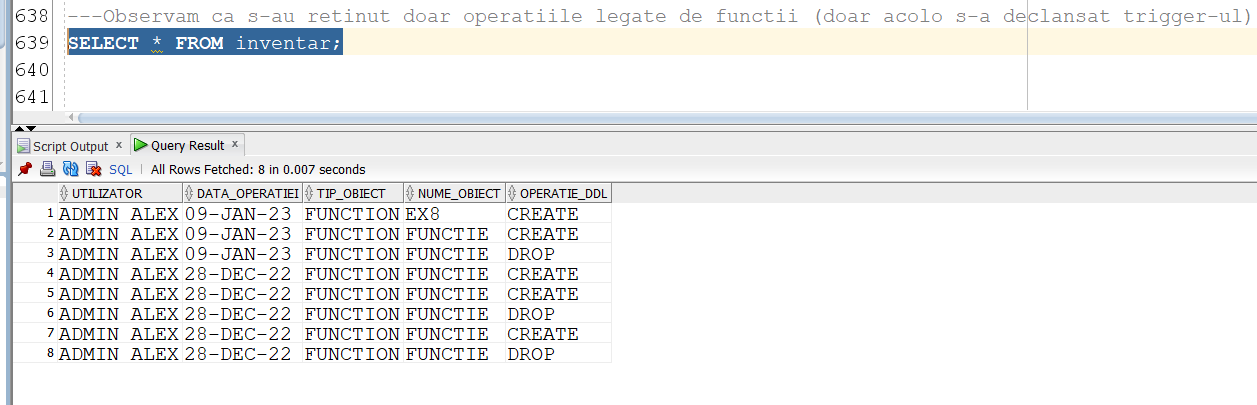 638 ---Observam ca s-au retinut doar operatiile legate de functii (doar acolo s-a declansat trigger-ul)
639 SELECT * FROM inventar;
640
641
Script Output x Query Result x
SQL | All Rows Fetched: 8 in 0.007 seconds
UTILIZATOR DATA_OPERATIEI TIP_OBJECT NUME_OBJECT OPERATIE_DDL
1 ADMIN ALEX 09-JAN-23 FUNCTION EX8 CREATE
2 ADMIN ALEX 09-JAN-23 FUNCTION FUNCTIE CREATE
3 ADMIN ALEX 09-JAN-23 FUNCTION FUNCTIE DROP
4 ADMIN ALEX 28-DEC-22 FUNCTION FUNCTIE CREATE
5 ADMIN ALEX 28-DEC-22 FUNCTION FUNCTIE CREATE
6 ADMIN ALEX 28-DEC-22 FUNCTION FUNCTIE DROP
7 ADMIN ALEX 28-DEC-22 FUNCTION FUNCTIE CREATE
8 ADMIN ALEX 28-DEC-22 FUNCTION FUNCTIE DROP